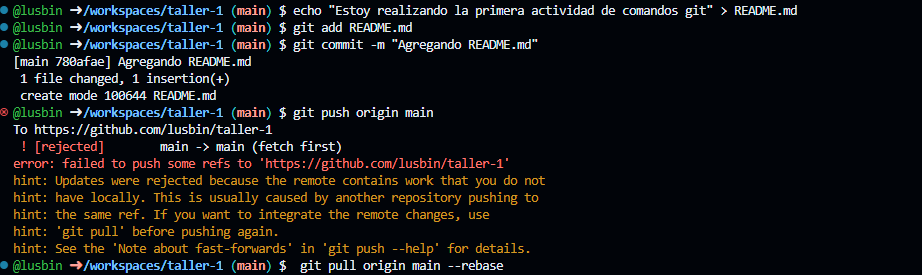 @lusbin ➜/workspaces/taller-1 (main) $ echo "Estoy realizando la primera actividad de comandos git" > README.md
@lusbin ➜/workspaces/taller-1 (main) $ git add README.md
@lusbin ➜/workspaces/taller-1 (main) $ git commit -m "Agregando README.md"
[main 780afae] Agregando README.md
 1 file changed, 1 insertion(+)
 create mode 100644 README.md
@lusbin ➜/workspaces/taller-1 (main) $ git push origin main
To https://github.com/lusbin/taller-1
 ! [rejected]        main -> main (fetch first)
error: failed to push some refs to 'https://github.com/lusbin/taller-1'
hint: Updates were rejected because the remote contains work that you do not
hint: have locally. This is usually caused by another repository pushing to
hint: the same ref. If you want to integrate the remote changes, use
hint: 'git pull' before pushing again.
hint: See the 'Note about fast-forwards' in 'git push --help' for details.
@lusbin ➜/workspaces/taller-1 (main) $  git pull origin main --rebase